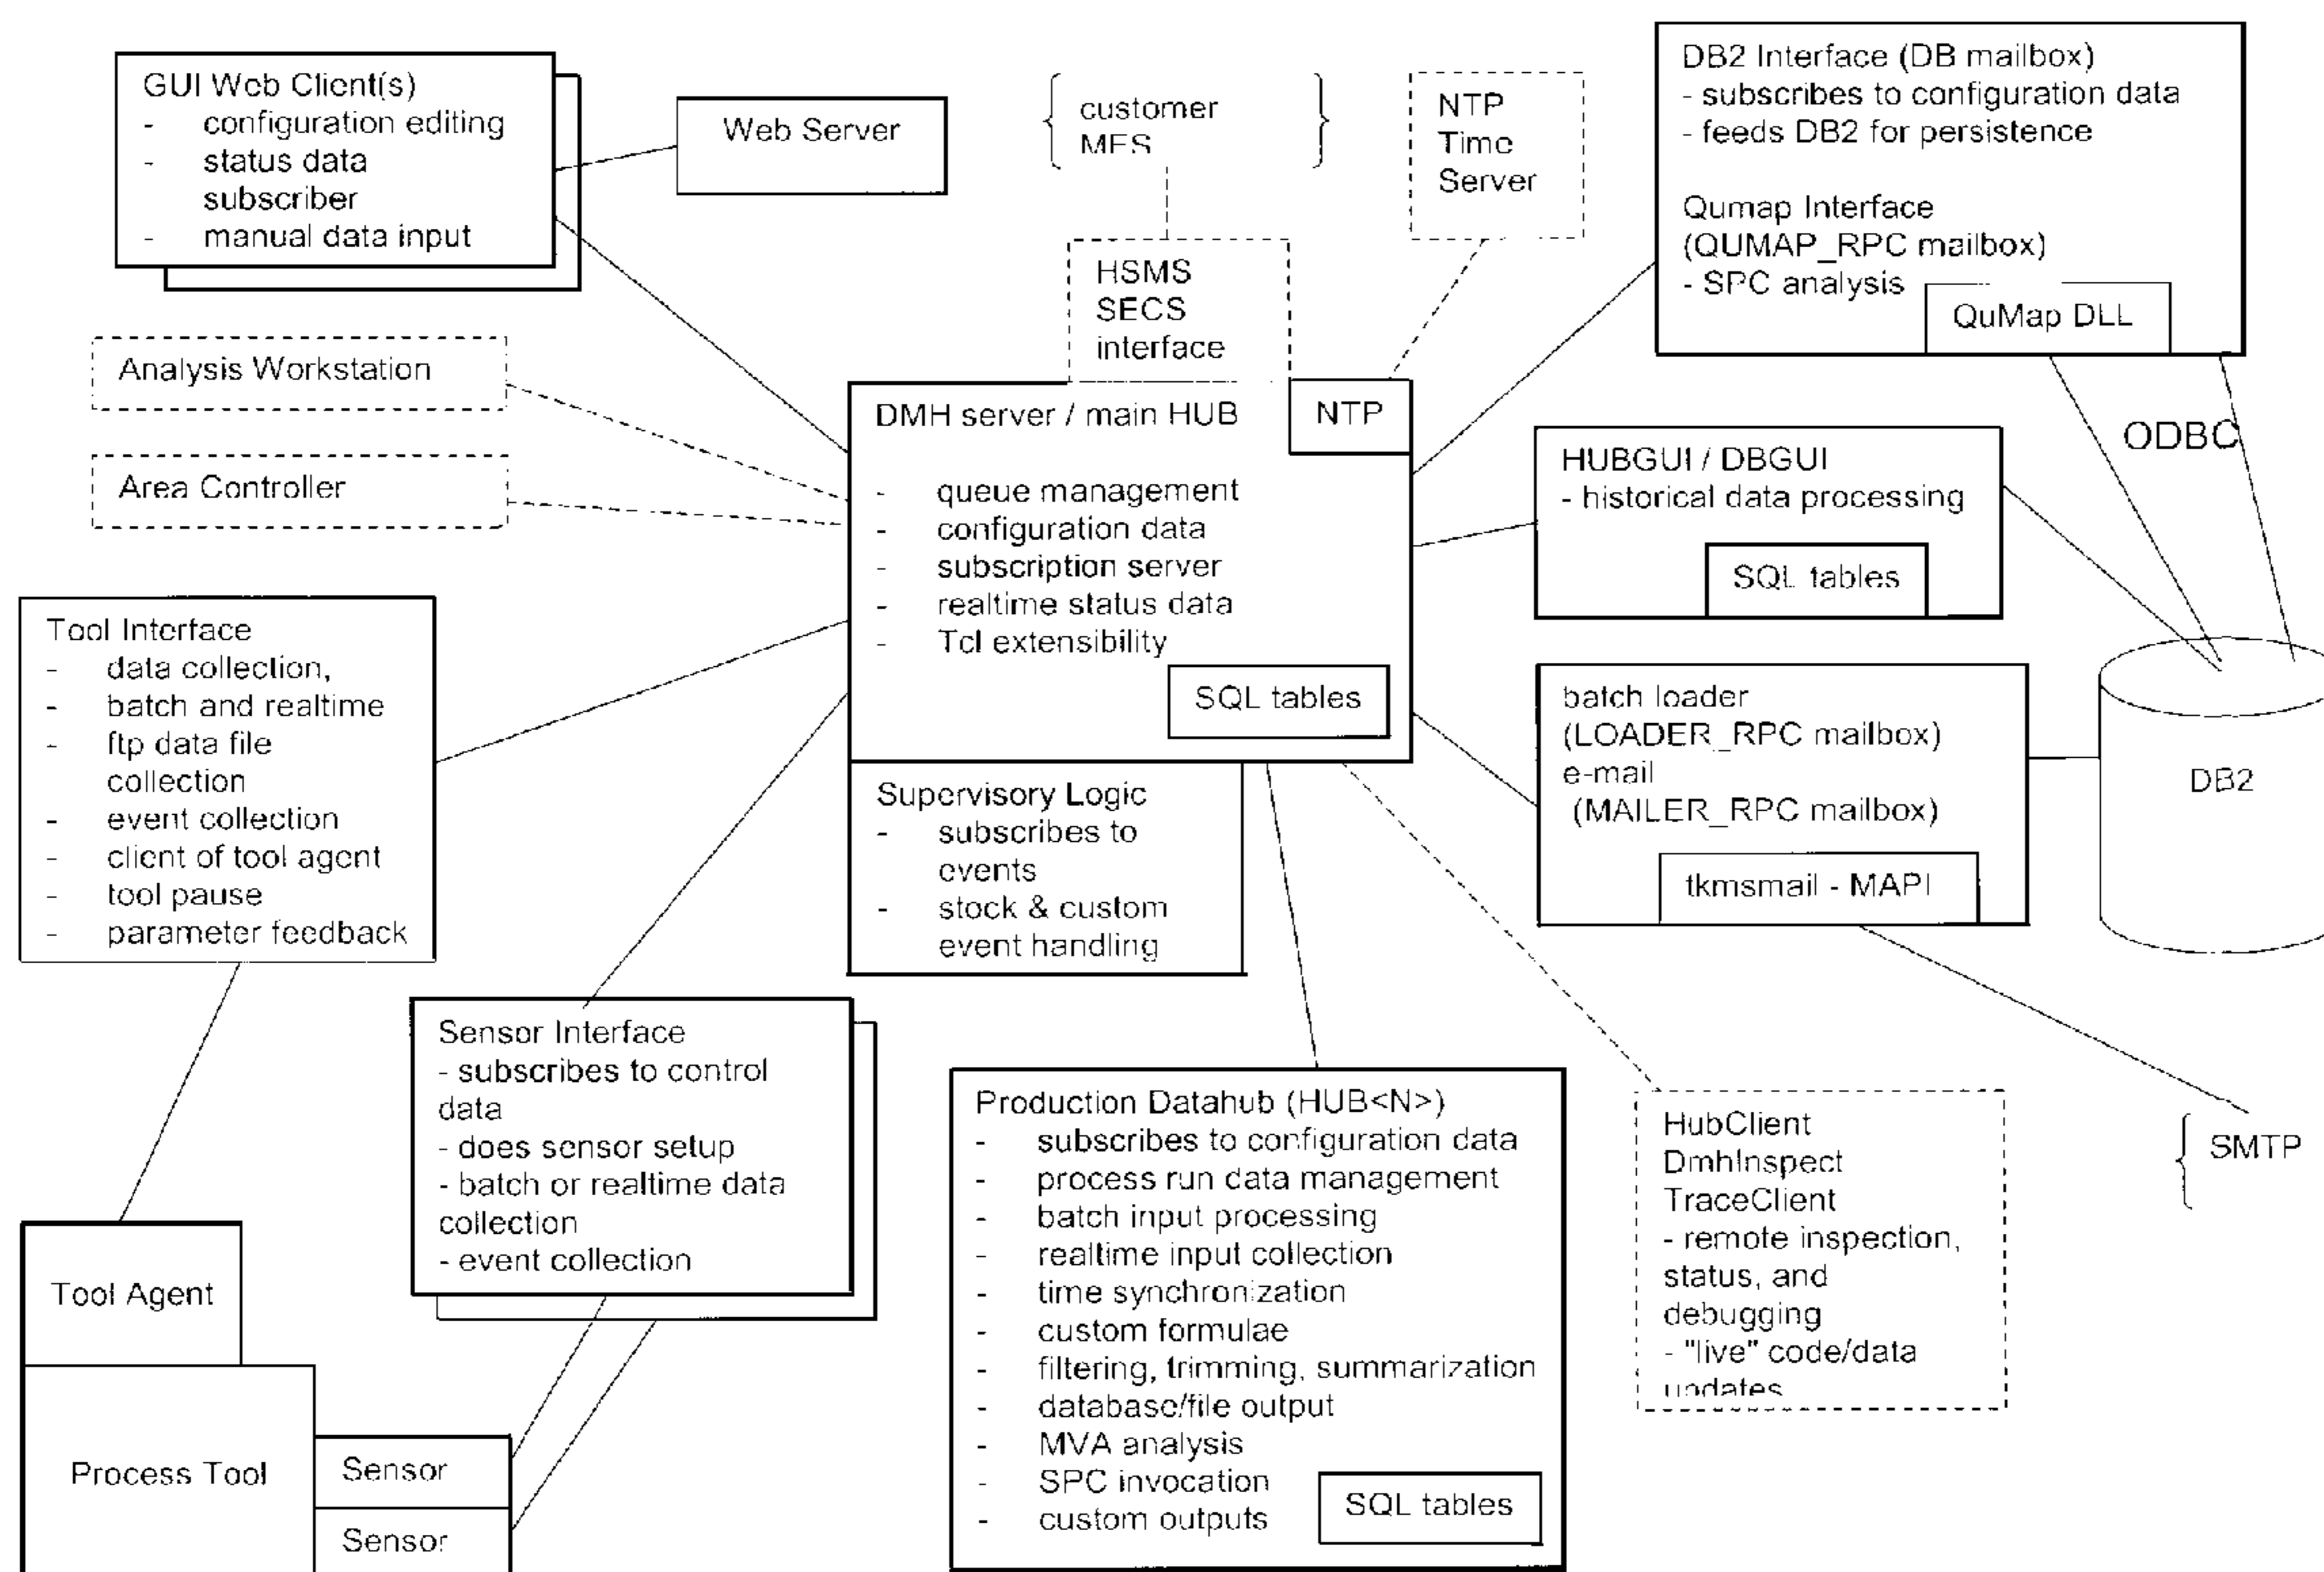 GUI Web Client(s)
- configuration editing
- status data
subscriber
- manual data input
Web Server
customer
MES
NTP
Time
Server
DB2 Interface (DB mailbox)
- subscribes to configuration data
- feeds DB2 for persistence
Qumap Interface
(QUMAP_RPC mailbox)
- SPC analysis
QuMap DLL
HSMS
SECS
interface
Analysis Workstation
Area Controller
DMH server / main HUB
NTP
- queue management
- configuration data
- subscription server
- realtime status data
- Tcl extensibility
SQL tables
ODBC
HUBGUI / DBGUI
- historical data processing
SQL tables
Tool Interface
- data collection,
- batch and realtime
- ftp data file
collection
- event collection
- client of tool agent
- tool pause
- parameter feedback
batch loader
(LOADER_RPC mailbox)
e-mail
(MAILER_RPC mailbox)
tkmsmail - MAPI
DB2
Supervisory Logic
- subscribes to
events
- stock & custom
event handling
Sensor Interface
- subscribes to control
data
- does sensor setup
- batch or realtime data
collection
- event collection
Production Datahub (HUB<N>)
- subscribes to configuration data
- process run data management
- batch input processing
- realtime input collection
- time synchronization
- custom formulae
- filtering, trimming, summarization
- database/file output
- MVA analysis
- SPC invocation
- custom outputs
SQL tables
HubClient
DmhInspect
TraceClient
- remote inspection,
status, and
debugging
- "live" code/data
updates
SMTP
Tool Agent
Process Tool
Sensor
Sensor